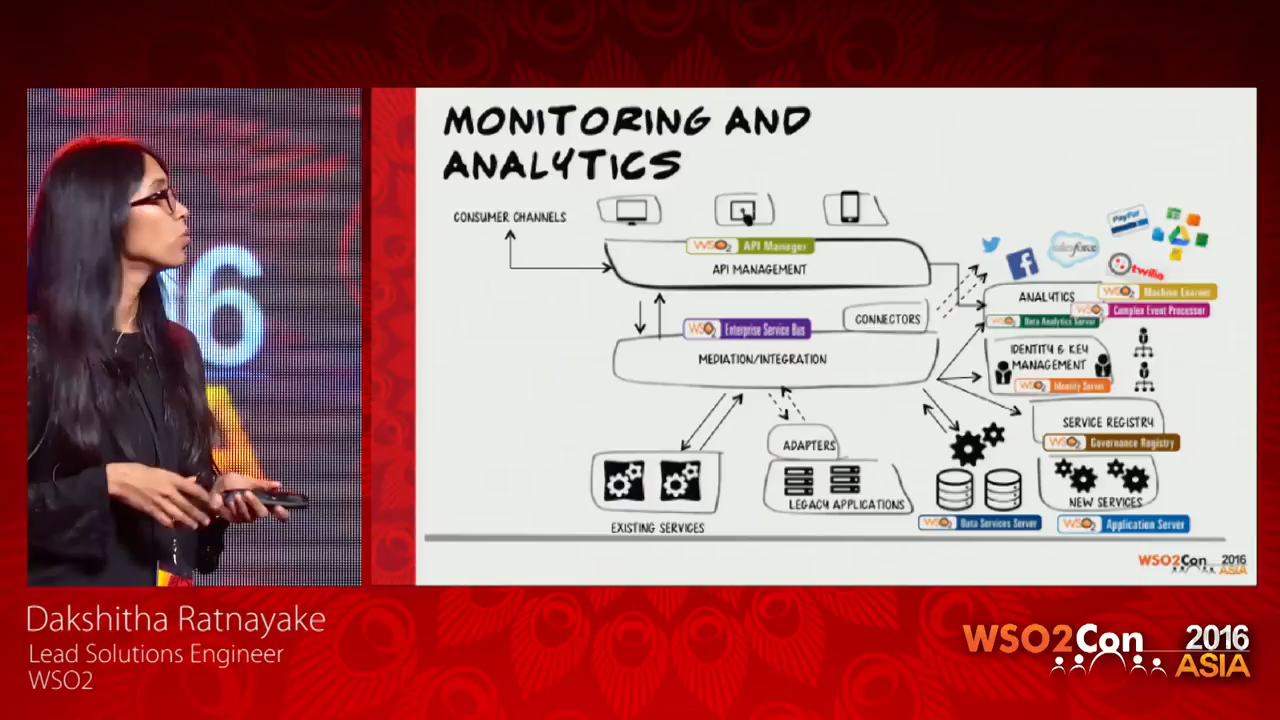 MONITORING AND
ANALYTICS
CONSUMER CHANNELS
WSO2 API Manager
API MANAGEMENT
CONNECTORS
WSO2 Enterprise Service Bus
MEDIATION/INTEGRATION
PayPal
salesforce
twilio
ANALYTICS
WSO2 Machine Learner
WSO2 Complex Event Processor
WSO2 Data Analytics Server
IDENTITY & KEY
MANAGEMENT
WSO2 Identity Server
SERVICE REGISTRY
WSO2 Governance Registry
ADAPTERS
LEGACY APPLICATIONS
EXISTING SERVICES
WSO2 Data Services Server
NEW SERVICES
WSO2 Application Server
WSO2Con 2016
ASIA
6
A
Dakshitha Ratnayake
Lead Solutions Engineer
WSO2
WSO2Con 2016
ASIA